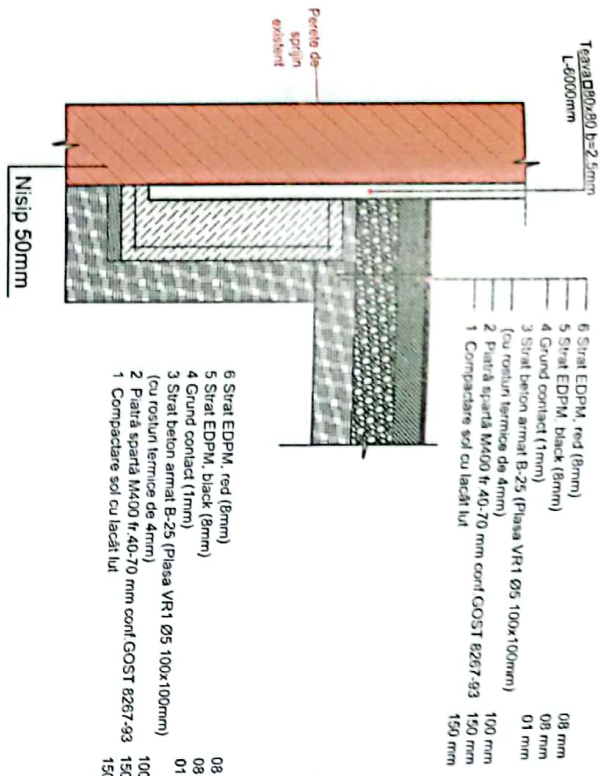 Teava□80x80 b=2.5mm
L-6000mm
Perete de
sprijin
existent
Nisip 50mm
6 Strat EDPM, red (8mm) 08 mm
5 Strat EDPM, black (8mm) 08 mm
4 Grund contact (1mm) 01 mm
3 Strat beton armat B-25 (Plasa VR1 Ø5 100x100mm)
(cu rosturi termice de 4mm) 100 mm
2 Piatră spartă M400 fr.40-70 mm conf.GOST 8267-93 150 mm
1 Compactare sol cu lacăt lut 150 mm
6 Strat EDPM, red (8mm) 08
5 Strat EDPM, black (8mm) 08
4 Grund contact (1mm) 01
3 Strat beton armat B-25 (Plasa VR1 Ø5 100x100mm)
(cu rosturi termice de 4mm) 100
2 Piatră spartă M400 fr.40-70 mm conf.GOST 8267-93 150
1 Compactare sol cu lacăt lut 150